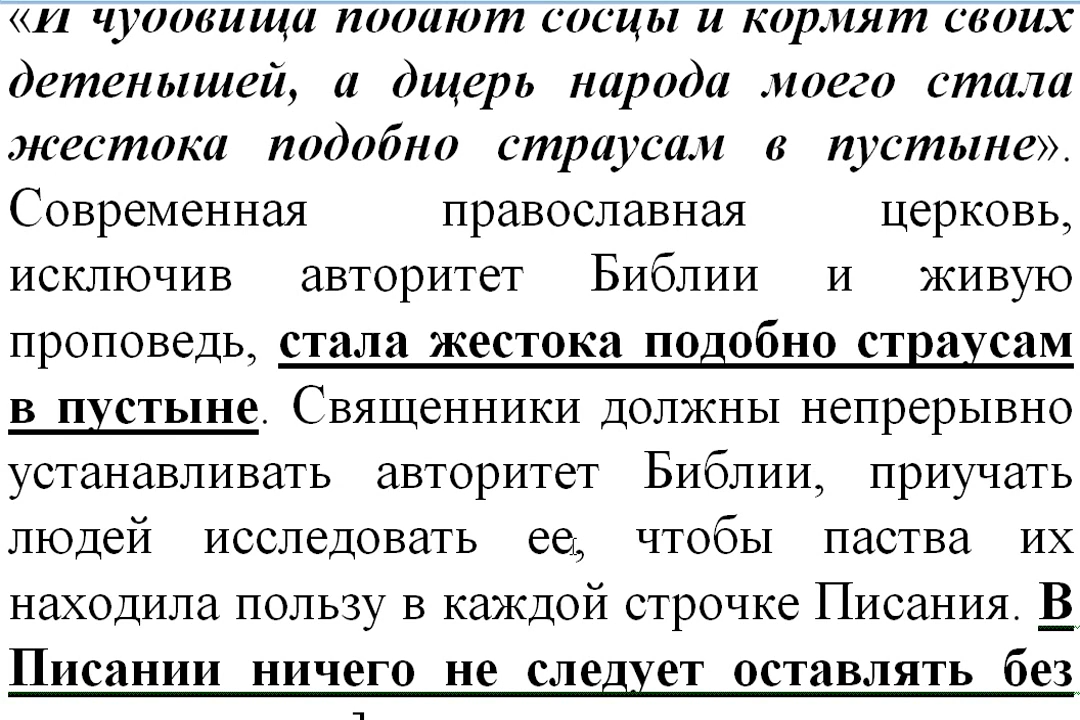 «И чудовища подают сосцы и кормят своих
детенышей, а дщерь народа моего стала
жестока подобно страусам в пустыне».
Современная православная церковь,
исключив авторитет Библии и живую
проповедь, стала жестока подобно страусам
в пустыне. Священники должны непрерывно
устанавливать авторитет Библии, приучать
людей исследовать ее, чтобы паства их
находила пользу в каждой строчке Писания. В
Писании ничего не следует оставлять без